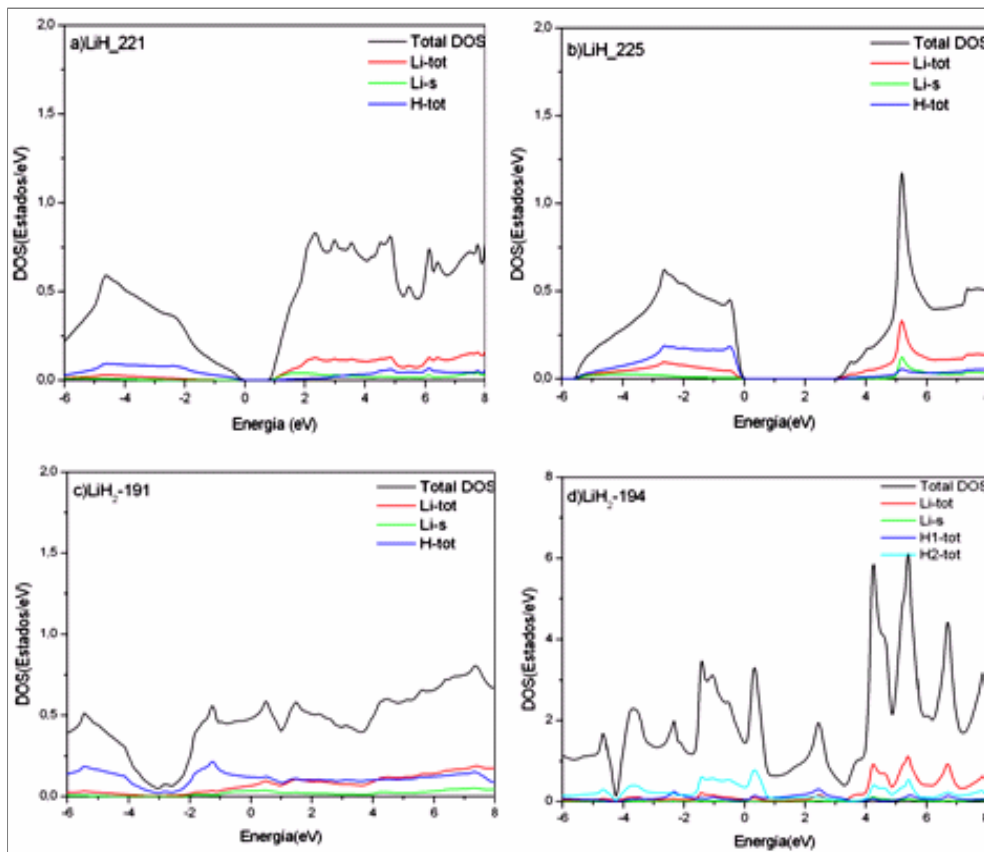 a)LiH_221
Total DOS
Li-tot
Li-s
H-tot
DOS(Estados/eV)
2.0
1.5
1.0
0.5
0.0
-6 -4 -2 0 2 4 6 8
Energia (eV)
b)LiH_225
Total DOS
Li-tot
Li-s
H-tot
DOS(Estados/eV)
2.0
1.5
1.0
0.5
0.0
-6 -4 -2 0 2 4 6 8
Energia(eV)
c)LiH₂-191
Total DOS
Li-tot
Li-s
H-tot
DOS(Estados/eV)
2.0
1.5
1.0
0.5
0.0
-6 -4 -2 0 2 4 6 8
Energia(eV)
d)LiH₂-194
Total DOS
Li-tot
Li-s
H1-tot
H2-tot
DOS(Estados/eV)
8
6
4
2
0
-6 -4 -2 0 2 4 6 8
Energia(eV)